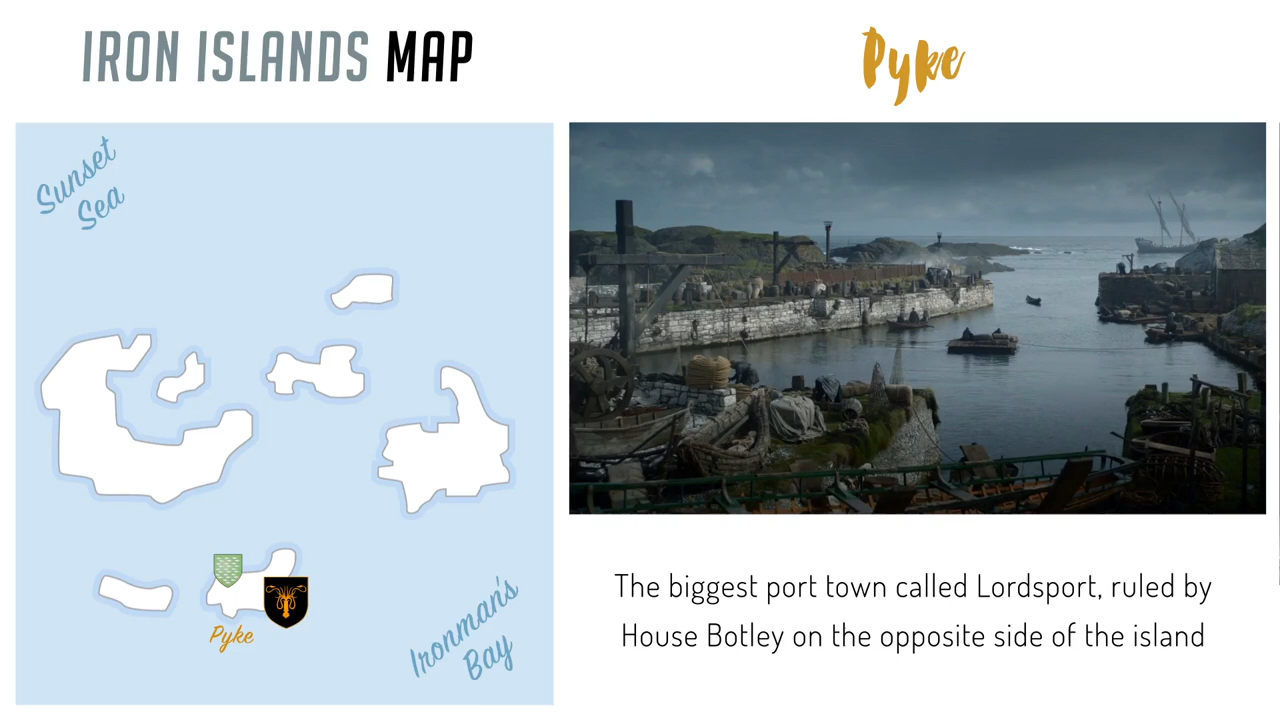 IRON ISLANDS MAP
Pyke
Sunset
Sea
Pyke
Ironman's
Bay
The biggest port town called Lordsport, ruled by
House Botley on the opposite side of the island